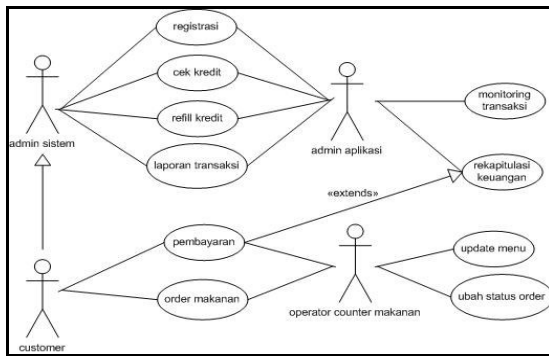 registrasi
cek kredit
refill kredit
laporan transaksi
admin sistem
admin aplikasi
monitoring
transaksi
rekapitulasi
keuangan
«extends»
pembayaran
order makanan
customer
operator counter makanan
update menu
ubah status order